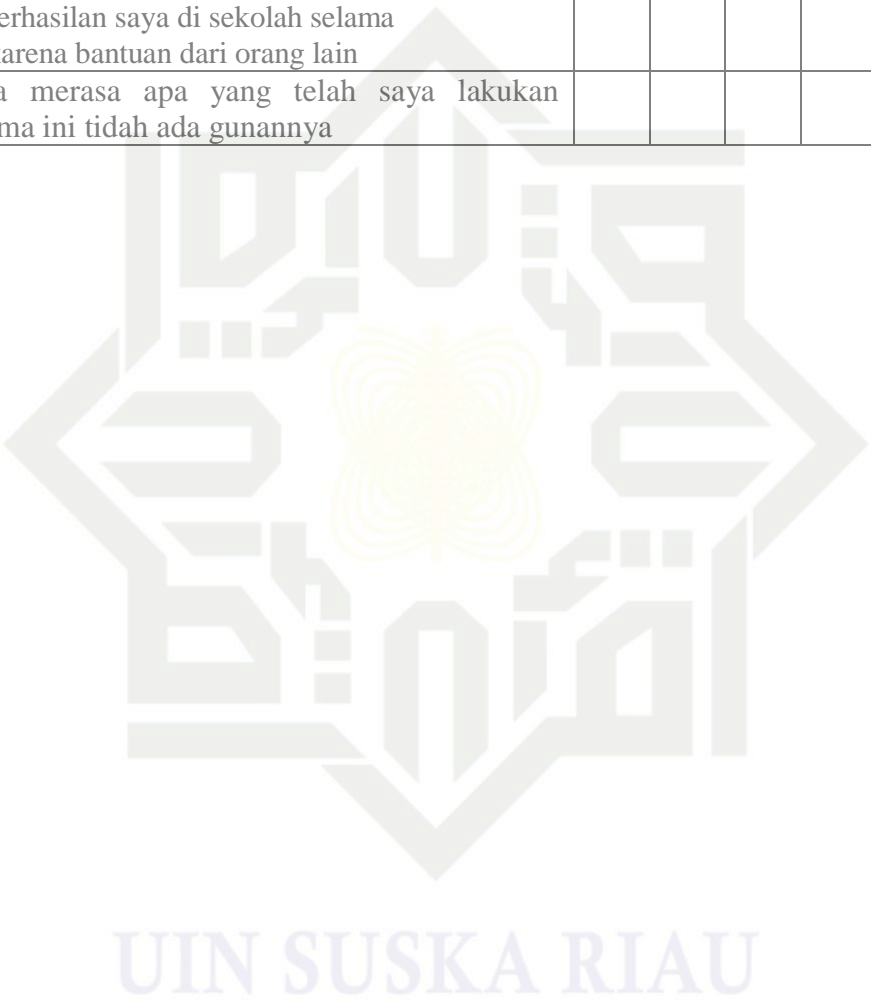 erhasilan saya di sekolah selama
karena bantuan dari orang lain
a merasa apa yang telah saya lakukan
ma ini tidah ada gunannya
UIN SUSKA RIAU